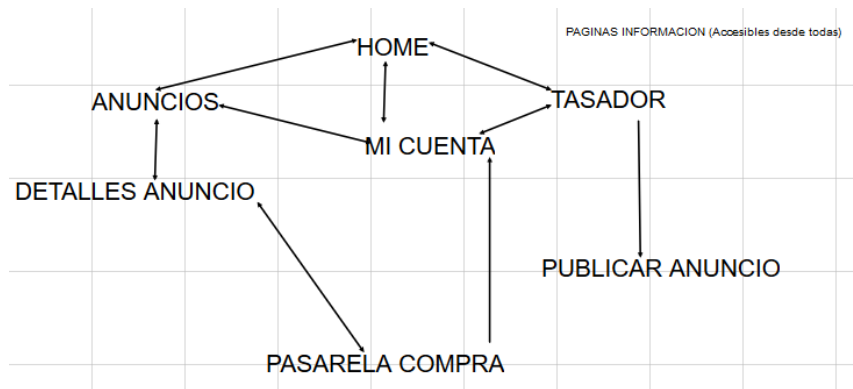 HOME
PAGINAS INFORMACION (Accesibles desde todas)
ANUNCIOS
TASADOR
MI CUENTA
DETALLES ANUNCIO
PUBLICAR ANUNCIO
PASARELA COMPRA